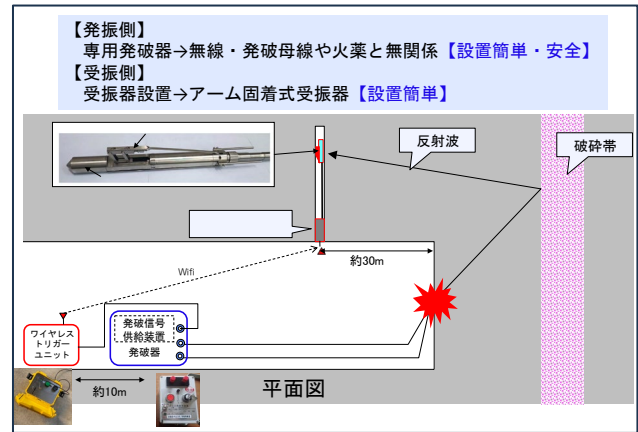 【発振側】
専用発破器→無線・発破母線や火薬と無関係【設置簡単・安全】
【受振側】
受振器設置→アーム固着式受振器【設置簡単】
反射波
破砕帯
約30m
Wifi
発破信号
供給装置
発破器
ワイヤレス
トリガー
ユニット
約10m
平面図